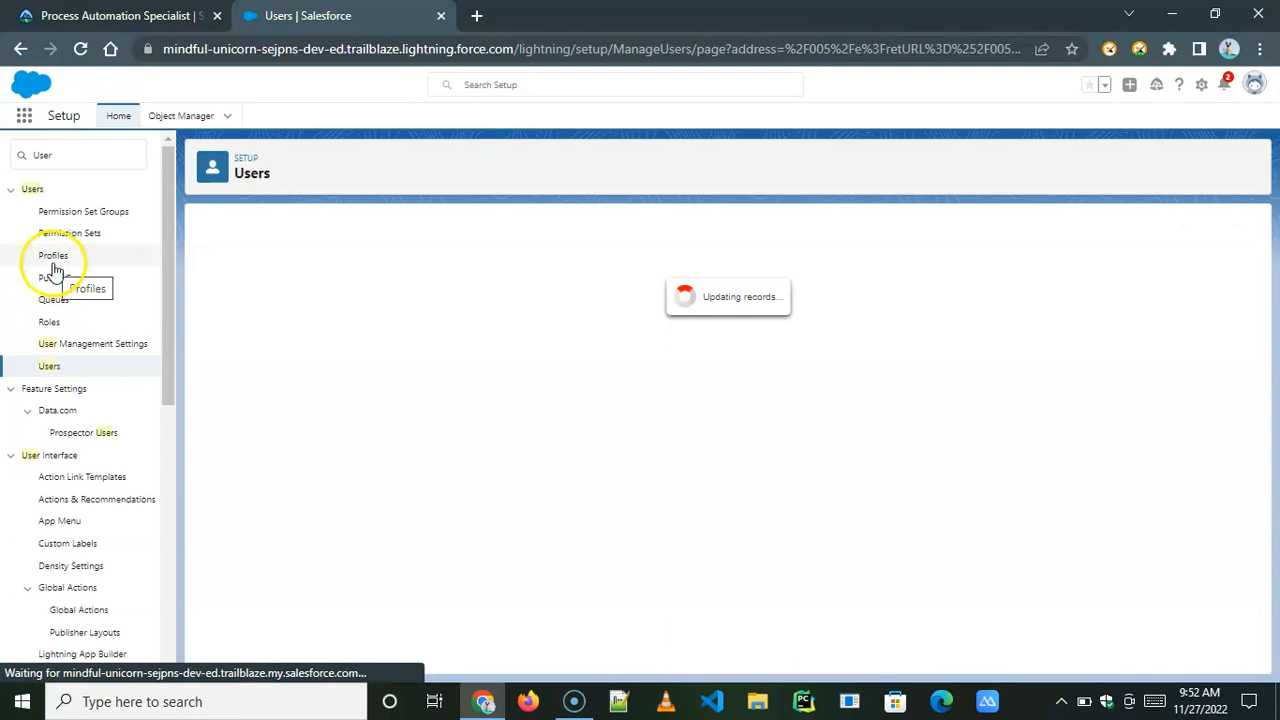 Process Automation Specialist | S
Users | Salesforce
mindful-unicorn-sejpns-dev-ed.trailblaze.lightning.force.com/lightning/setup/ManageUsers/page?address=%2F005%2Fe%3FretURL%3D%252F005%2...
Search Setup
2
Setup
Home
Object Manager
User
SETUP
Users
Users
Permission Set Groups
Permission Sets
Profiles
Profiles
Queues
Roles
User Management Settings
Users
Updating records...
Feature Settings
Data.com
Prospector Users
User Interface
Action Link Templates
Actions & Recommendations
App Menu
Custom Labels
Density Settings
Global Actions
Global Actions
Publisher Layouts
Lightning App Builder
Waiting for mindful-unicorn-sejpns-dev-ed.trailblaze.my.salesforce.com...
Type here to search
9:52 AM
11/27/2022